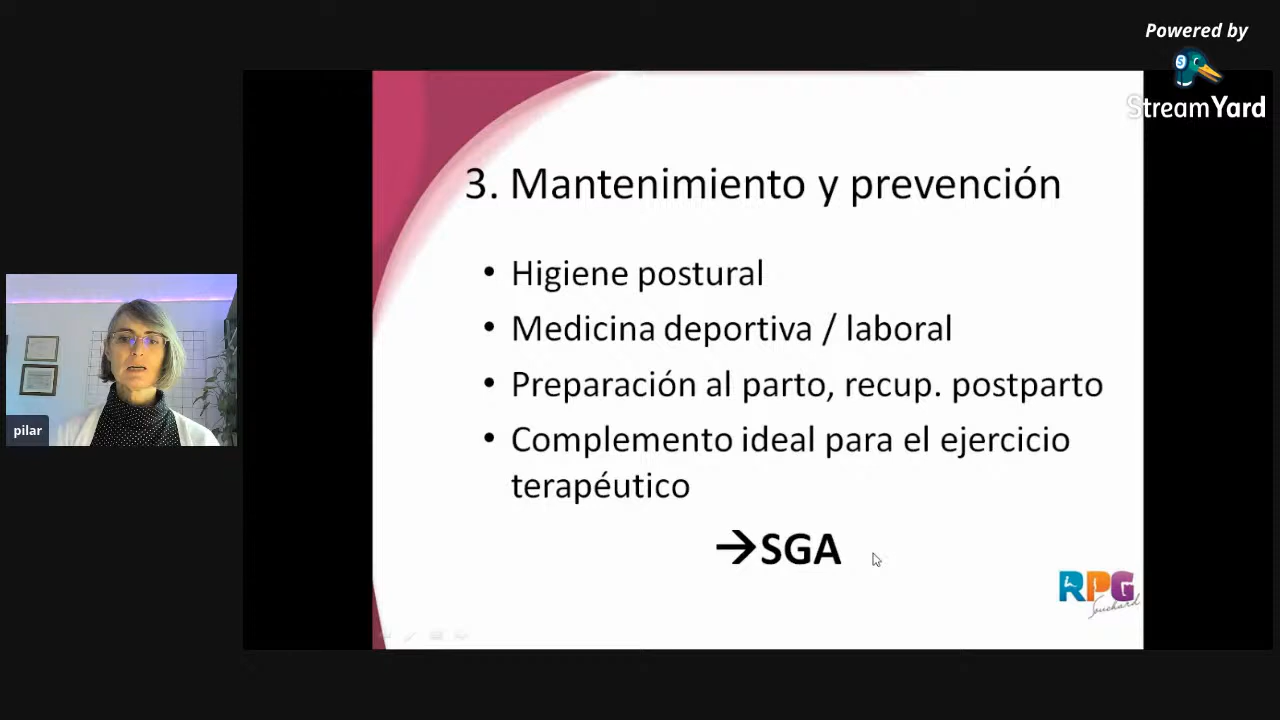 Powered by
StreamYard
3. Mantenimiento y prevención
• Higiene postural
• Medicina deportiva / laboral
• Preparación al parto, recup. postparto
• Complemento ideal para el ejercicio
terapéutico
→SGA
RPG
Souchard
pilar